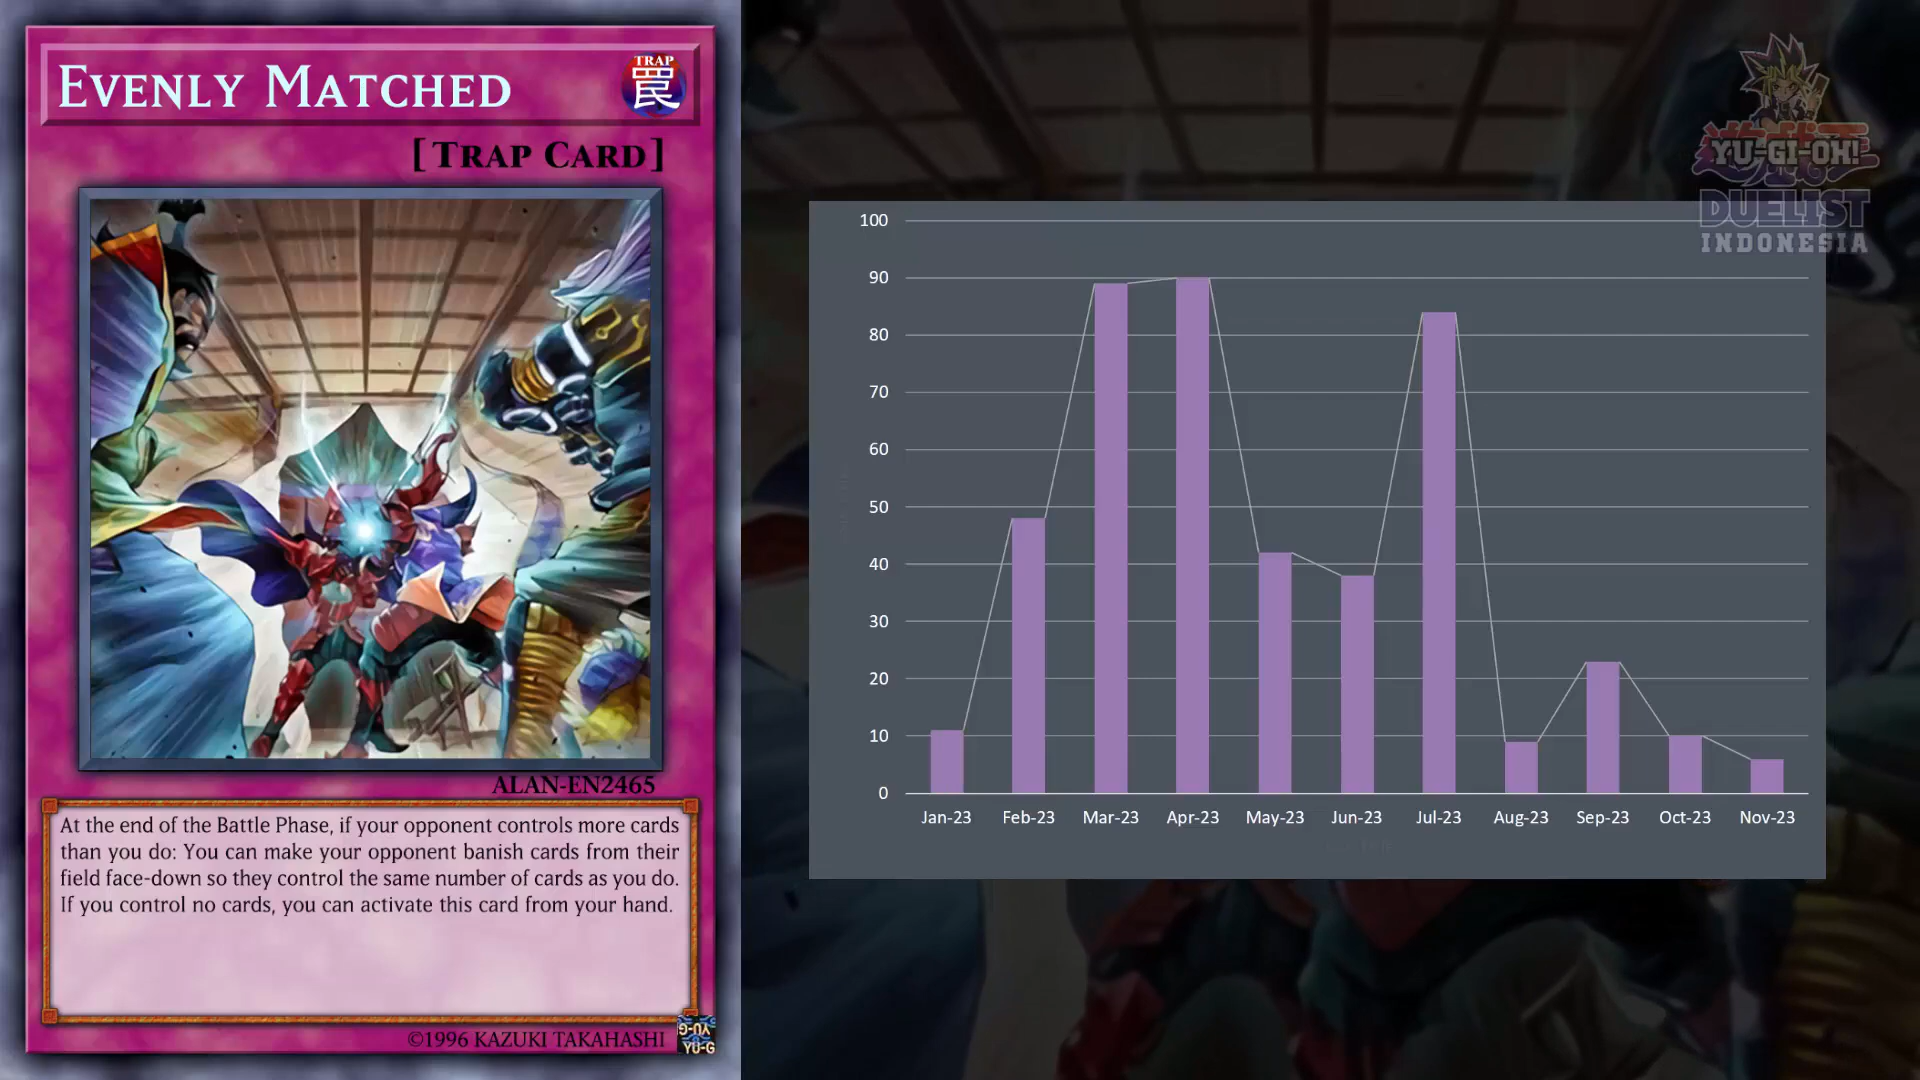 EVENLY MATCHED
TRAP
罠
[TRAP CARD]
ALAN-EN2465
At the end of the Battle Phase, if your opponent controls more cards
than you do: You can make your opponent banish cards from their
field face-down so they control the same number of cards as you do.
If you control no cards, you can activate this card from your hand.
©1996 KAZUKI TAKAHASHI
YU-G
遊戯王
YU-GI-OH!
DUELIST
INDONESIA
100
90
80
70
60
50
40
30
20
10
0
Jan-23 Feb-23 Mar-23 Apr-23 May-23 Jun-23 Jul-23 Aug-23 Sep-23 Oct-23 Nov-23